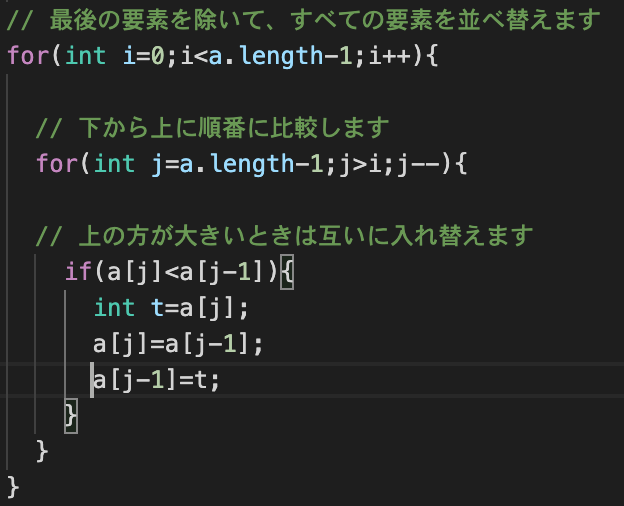 // 最後の要素を除いて、すべての要素を並べ替えます
for(int i=0;i<a.length-1;i++){
// 下から上に順番に比較します
for(int j=a.length-1;j>i;j--){
// 上の方が大きいときは互いに入れ替えます
if(a[j]<a[j-1]){
int t=a[j];
a[j]=a[j-1];
a[j-1]=t;
}
}
}